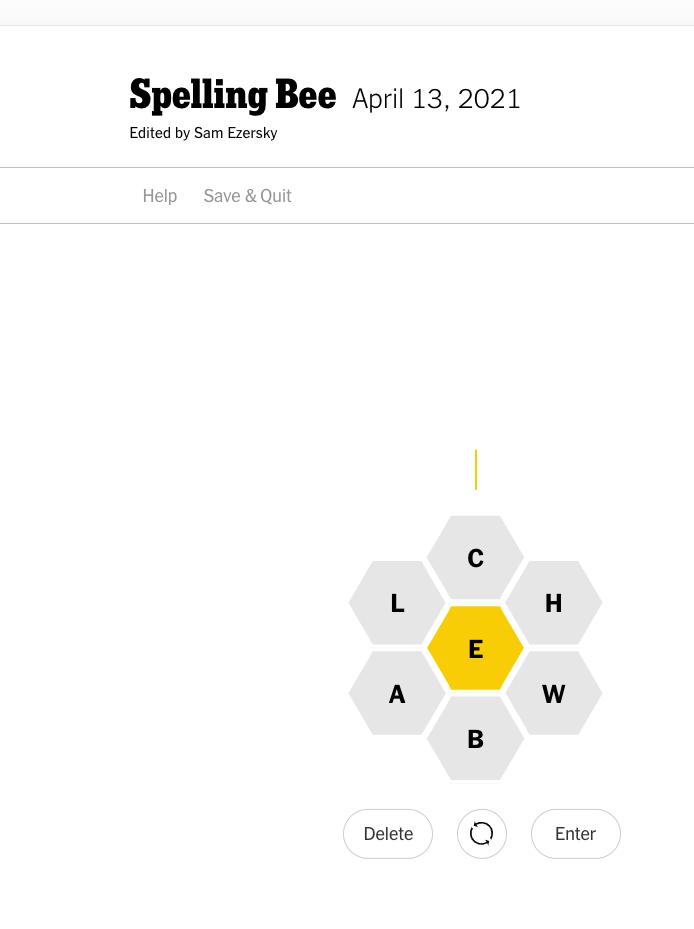 Spelling Bee April 13, 2021
Edited by Sam Ezersky
Help Save & Quit
C
L H
E
A W
B
Delete Enter